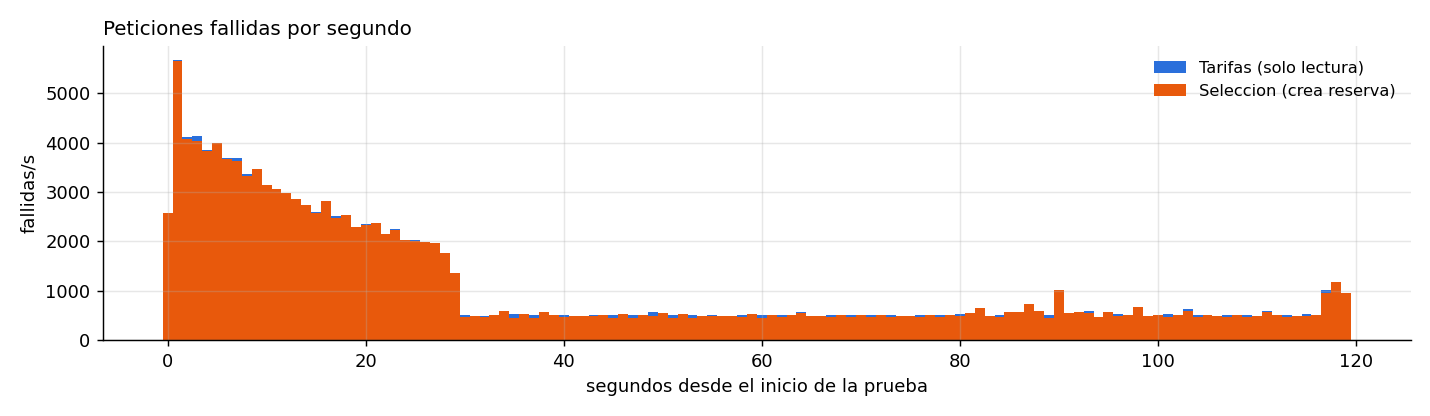 Peticiones fallidas por segundo
Tarifas (solo lectura)
Seleccion (crea reserva)
fallidas/s
5000
4000
3000
2000
1000
0
0 20 40 60 80 100 120
segundos desde el inicio de la prueba